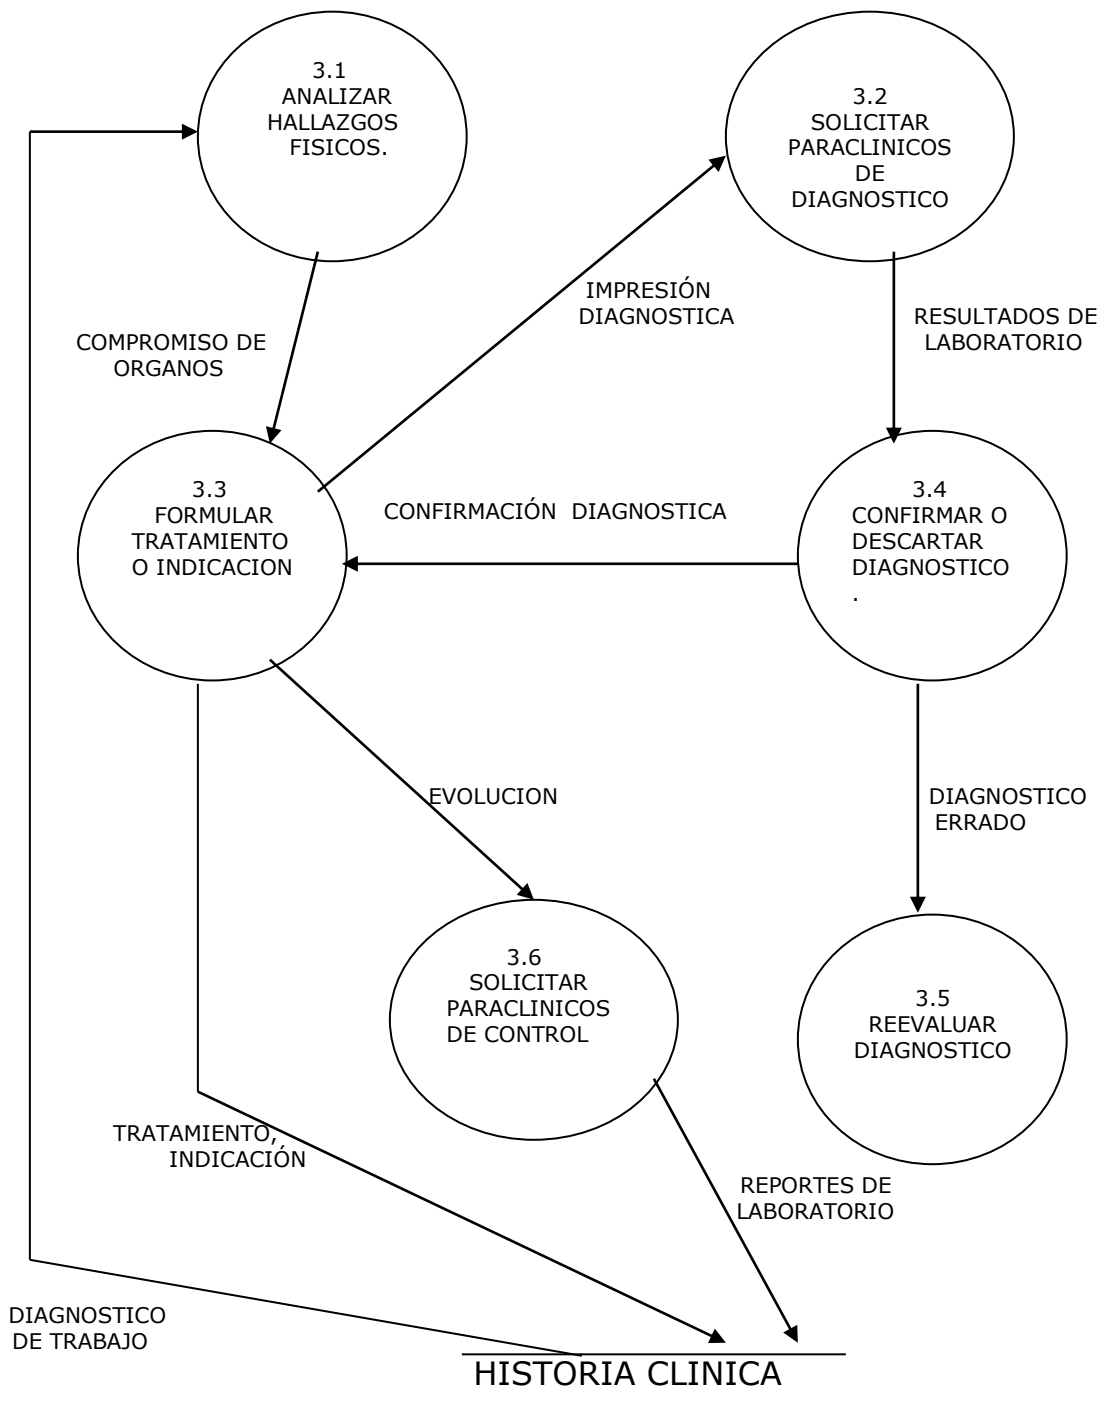 3.1
ANALIZAR
HALLAZGOS
FISICOS.
3.2
SOLICITAR
PARACLINICOS
DE
DIAGNOSTICO
IMPRESIÓN
DIAGNOSTICA
RESULTADOS DE
LABORATORIO
COMPROMISO DE
ORGANOS
3.3
FORMULAR
TRATAMIENTO
O INDICACION
CONFIRMACIÓN  DIAGNOSTICA
3.4
CONFIRMAR O
DESCARTAR
DIAGNOSTICO
.
EVOLUCION
DIAGNOSTICO
ERRADO
3.6
SOLICITAR
PARACLINICOS
DE CONTROL
3.5
REEVALUAR
DIAGNOSTICO
TRATAMIENTO,
INDICACIÓN
REPORTES DE
LABORATORIO
DIAGNOSTICO
DE TRABAJO
HISTORIA CLINICA